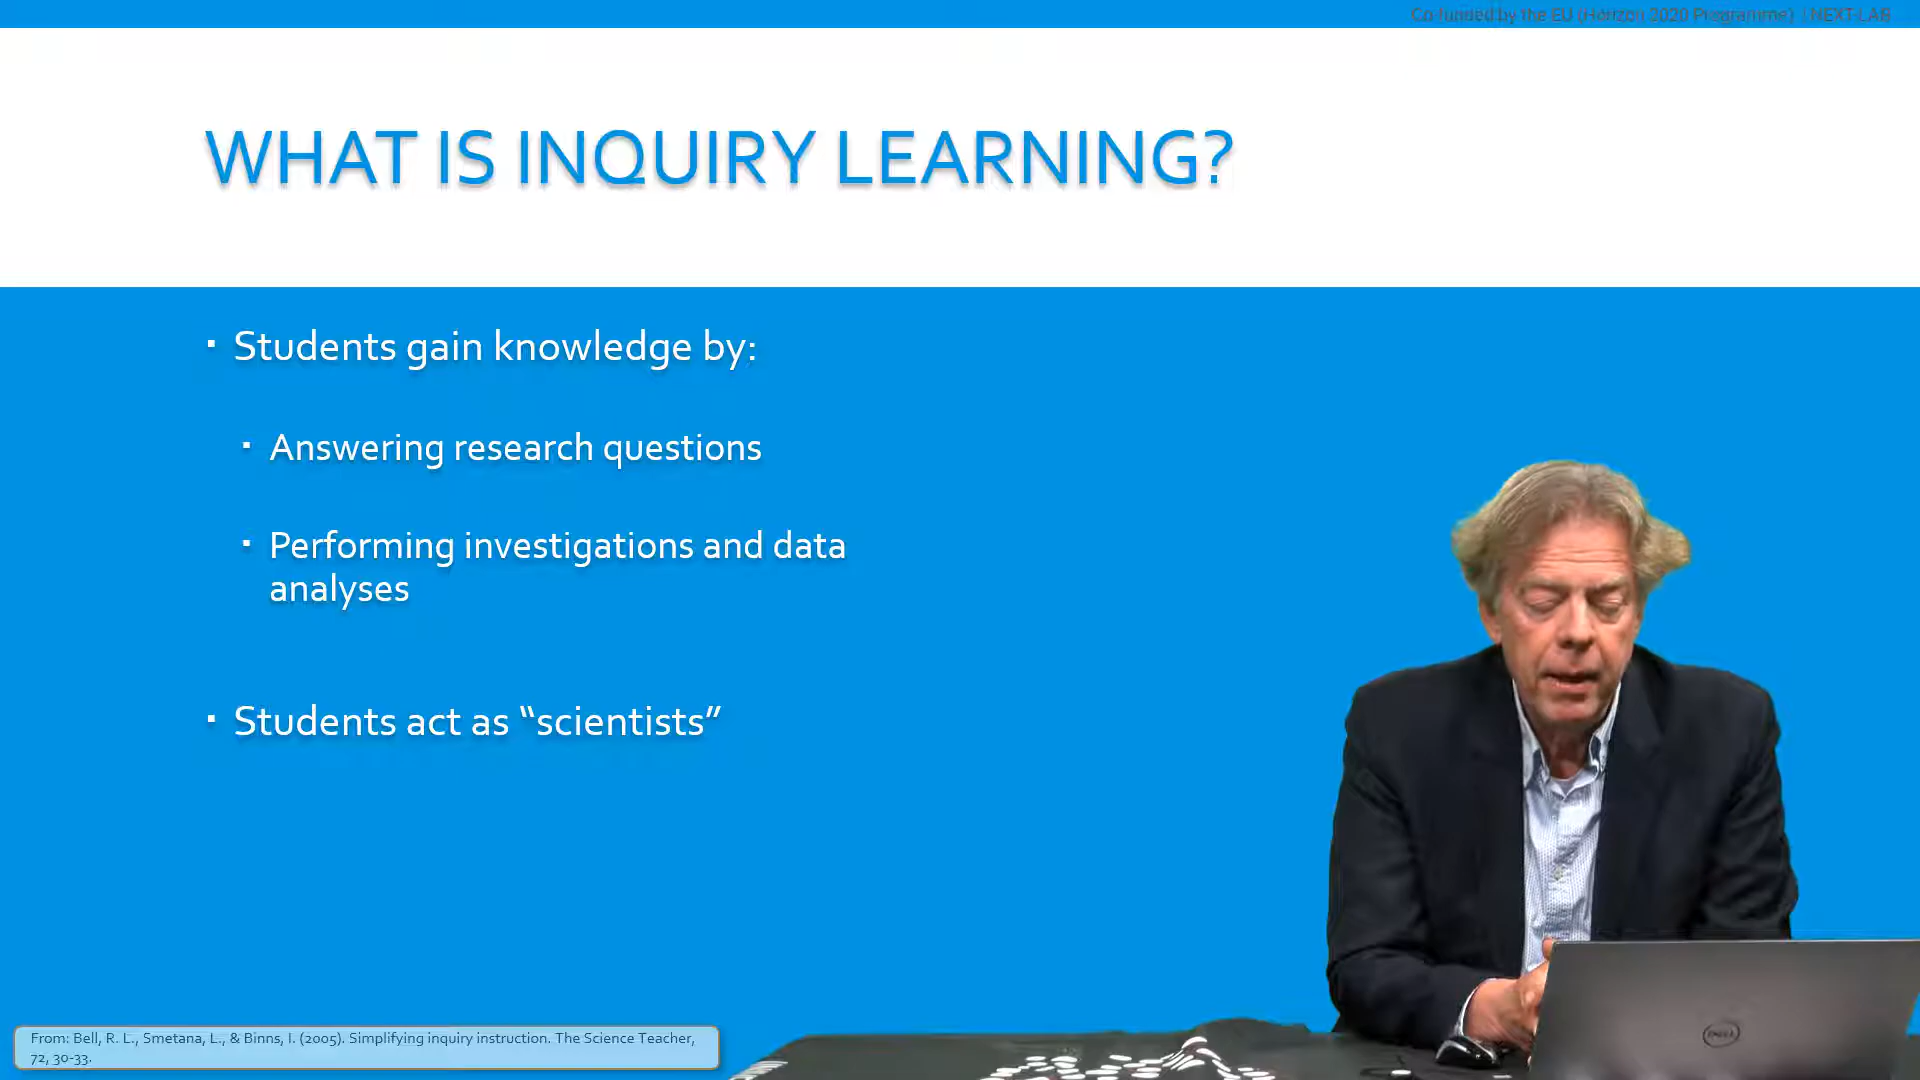 Co-funded by the EU (Horizon 2020 Programme) | NEXT-LAB
WHAT IS INQUIRY LEARNING?
▪ Students gain knowledge by:
▪ Answering research questions
▪ Performing investigations and data
analyses
▪ Students act as “scientists”
From: Bell, R. L., Smetana, L., & Binns, I. (2005). Simplifying inquiry instruction. The Science Teacher,
72, 30-33.
DELL